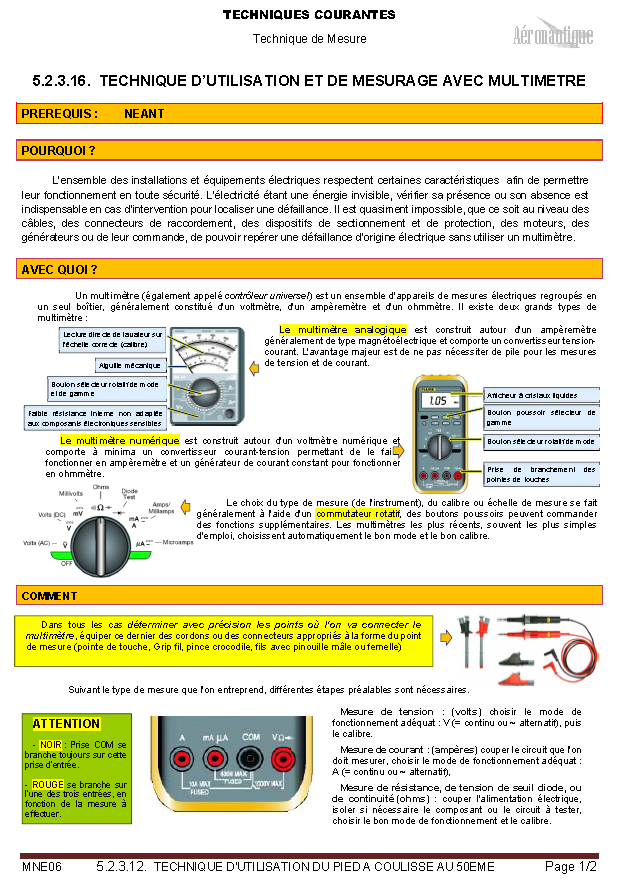 TECHNIQUES COURANTES
Technique de Mesure
Aéronautique
5.2.3.16. TECHNIQUE D'UTILISATION ET DE MESURAGE AVEC MULTIMETRE
PREREQUIS : NEANT
POURQUOI ?
L'ensemble des installations et équipements électriques respectent certaines caractéristiques afin de permettre
leur fonctionnement en toute sécurité. L'électricité étant une énergie invisible, vérifier sa présence ou son absence est
indispensable en cas d'intervention pour localiser une défaillance. Il est quasiment impossible, que ce soit au niveau des
câbles, des connecteurs de raccordement, des dispositifs de sectionnement et de protection, des moteurs, des
générateurs ou de leur commande, de pouvoir repérer une défaillance d'origine électrique sans utiliser un multimètre.
AVEC QUOI ?
Un multimètre (également appelé contrôleur universel) est un ensemble d'appareils de mesures électriques regroupés en
un seul boîtier, généralement constitué d'un voltmètre, d'un ampèremètre et d'un ohmmètre. Il existe deux grands types de
multimètre :
Lecture directe de la valeur sur
l'échelle correcte (calibre)
Aiguille mécanique
Bouton sélecteur rotatif de mode
et de gamme
Faible résistance interne non adaptée
aux composants électroniques sensibles
Le multimètre analogique est construit autour d'un ampèremètre
généralement de type magnétoélectrique et comporte un convertisseur tension-
courant. L'avantage majeur est de ne pas nécessiter de pile pour les mesures
de tension et de courant.
1.05
Afficheur à cristaux liquides
Bouton poussoir sélecteur de
gamme
Bouton sélecteur rotatif de mode
Prise de branchement des
pointes de touches
Le multimètre numérique est construit autour d'un voltmètre numérique et
comporte à minima un convertisseur courant-tension permettant de le faire
fonctionner en ampèremètre et un générateur de courant constant pour fonctionner
en ohmmètre.
Ohms
Millivolts
Diode
Test
Volts (DC)
mV
Ω
Amps/
Milliamps
V
mA
A
Volts (AC)
V
µA
Microamps
OFF
Le choix du type de mesure (de l'instrument), du calibre ou échelle de mesure se fait
généralement à l'aide d'un commutateur rotatif, des boutons poussoirs peuvent commander
des fonctions supplémentaires. Les multimètres les plus récents, souvent les plus simples
d'emploi, choisissent automatiquement le bon mode et le bon calibre.
COMMENT
Dans tous les cas déterminer avec précision les points où l'on va connecter le
multimètre, équiper ce dernier des cordons ou des connecteurs appropriés à la forme du point
de mesure (pointe de touche, Grip fil, pince crocodile, fils avec pinouille mâle ou femelle)
Suivant le type de mesure que l'on entreprend, différentes étapes préalables sont nécessaires.
ATTENTION
- NOIR : Prise COM se
branche toujours sur cette
prise d'entrée.
- ROUGE se branche sur
l'une des trois entrées, en
fonction de la mesure à
effectuer.
A mA µA COM VΩ
400K MAX
FUSED
10A MAX
FUSED
1000V MAX
Mesure de tension : (volts) choisir le mode de
fonctionnement adéquat : V (= continu ou ~ alternatif), puis
le calibre.
Mesure de courant : (ampères) couper le circuit que l'on
doit mesurer, choisir le mode de fonctionnement adéquat :
A (= continu ou ~ alternatif),
Mesure de résistance, de tension de seuil diode, ou
de continuité (ohms) : couper l'alimentation électrique,
isoler si nécessaire le composant ou le circuit à tester,
choisir le bon mode de fonctionnement et le calibre.
MNE06 5.2.3.12. TECHNIQUE D'UTILISATION DU PIED A COULISSE AU 50EME Page 1/2